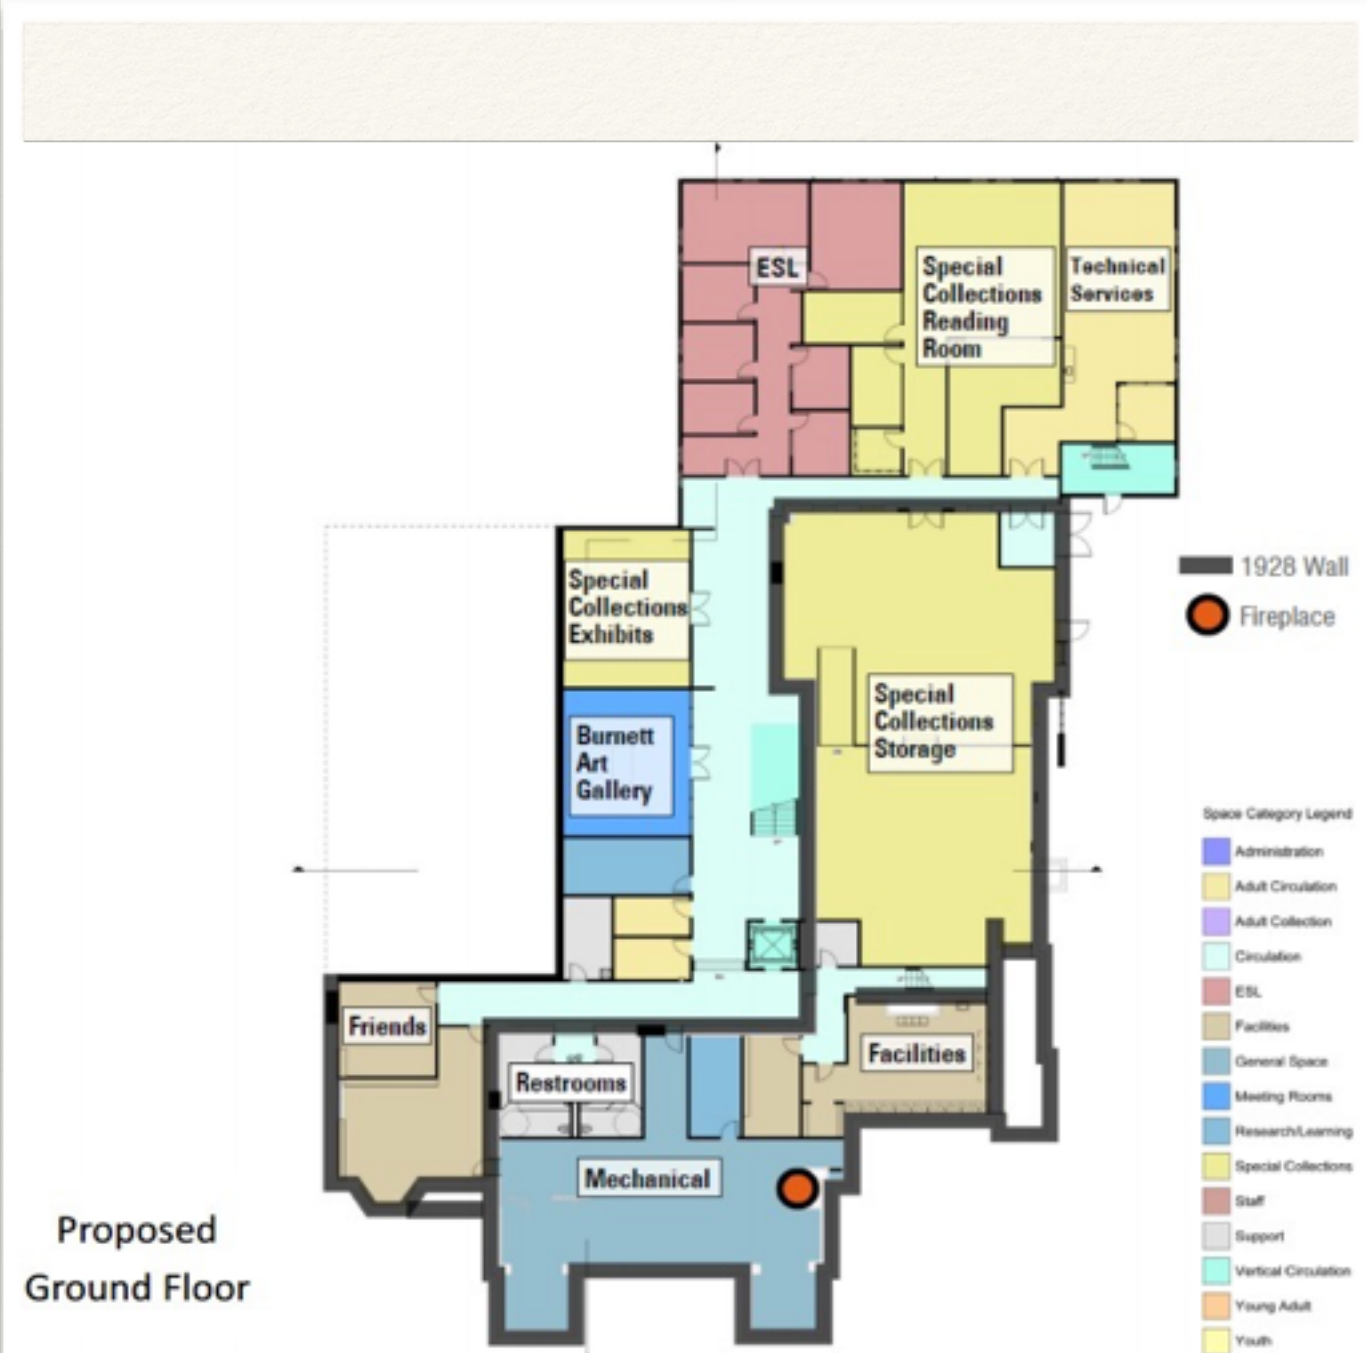 ESL
Special
Collections
Reading
Room
Technical
Services
Special
Collections
Exhibits
1928 Wall
Fireplace
Special
Collections
Storage
Burnett
Art
Gallery
Space Category Legend
Administration
Adult Circulation
Adult Collection
Circulation
ESL
Facilities
General Space
Meeting Rooms
Research/Learning
Special Collections
Staff
Support
Vertical Circulation
Young Adult
Youth
Friends
Restrooms
Facilities
Mechanical
Proposed
Ground Floor